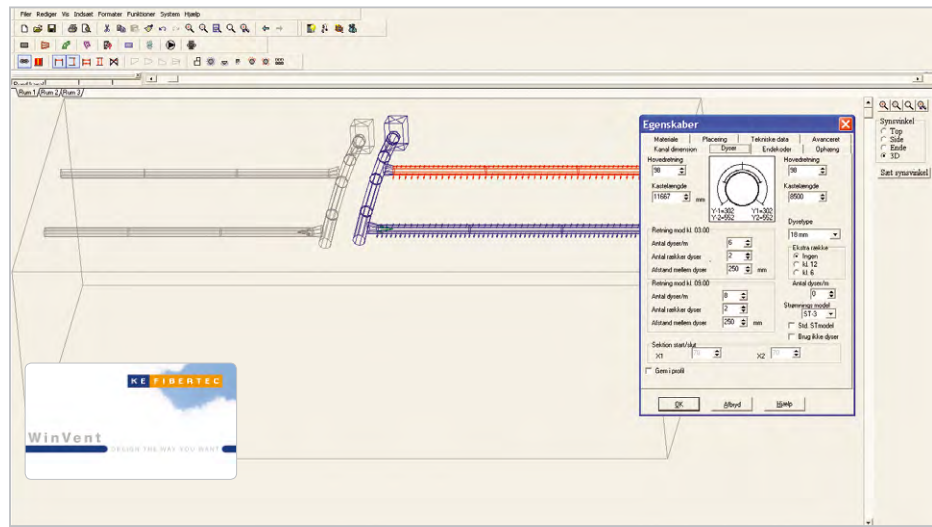 Filer Rediger Vis Indsæt Formater Funktioner System Hjælp
Rum 1 Rum 2 Rum 3
Synsvinkel
Top
Side
Ende
3D
Sæt synsvinkel
Egenskaber
Materiale Placering Tekniske data Avanceret
Kanal dimension Dyser Endekoder Ophæng
Hovedretning Hovedretning
98 98
Kastelængde Kastelængde
11667 mm 8500
Y-1=302 Y1=302
Y-2=552 Y2=552
Dysetype
18 mm
Retning mod kl. 03:00
Antal dyser/m 6
Antal rækker dyser 2
Afstand mellem dyser 250 mm
Ekstra række
Ingen
kl. 12
kl. 6
Retning mod kl. 09:00
Antal dyser/m 8
Antal rækker dyser 2
Afstand mellem dyser 250 mm
Antal dyser/m
0
Strømnings model
ST-3
Std. STmodel
Brug ikke dyser
Sektion start/slut
X1 X2
Gem i profil
OK Afbryd Hjælp
KE FIBERTEC
WinVent
DESIGN THE WAY YOU WANT